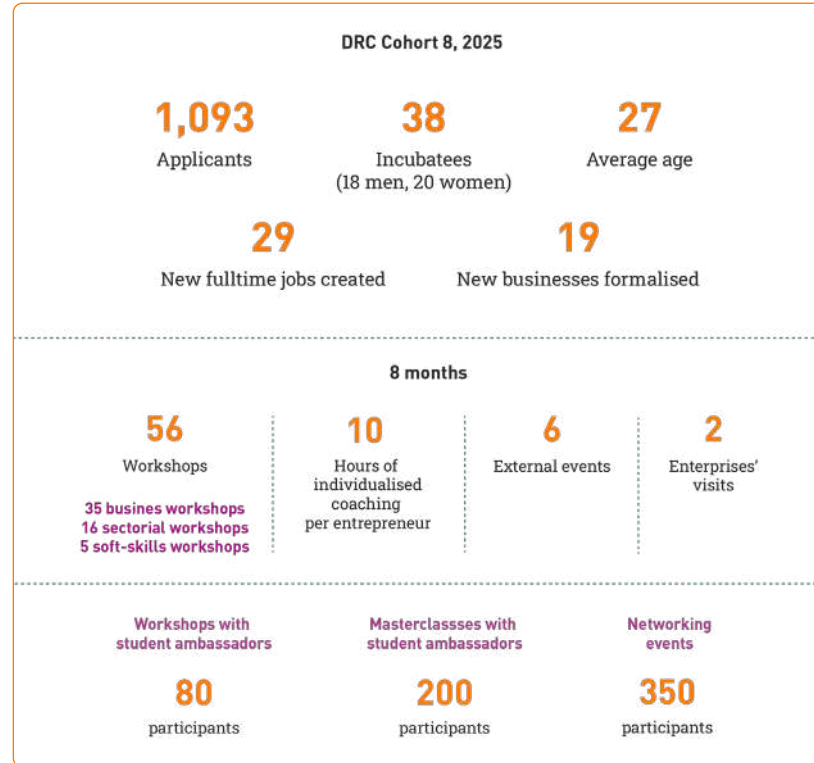 DRC Cohort 8, 2025
1,093
Applicants
38
Incubatees
(18 men, 20 women)
27
Average age
29
New fulltime jobs created
19
New businesses formalised
8 months
56
Workshops
35 busines workshops
16 sectorial workshops
5 soft-skills workshops
10
Hours of
individualised
coaching
per entrepreneur
6
External events
2
Enterprises’
visits
Workshops with
student ambassadors
80
participants
Masterclassses with
student ambassadors
200
participants
Networking
events
350
participants